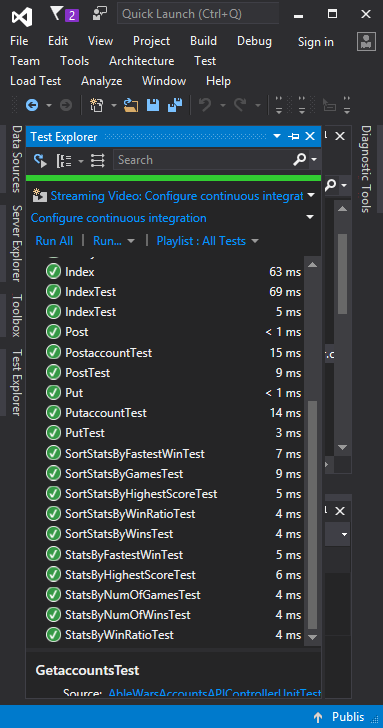 2
Quick Launch (Ctrl+Q)
File Edit View Project Build Debug Sign in
Team Tools Architecture Test
Load Test Analyze Window Help
Data Sources
Server Explorer
Toolbox
Test Explorer
Test Explorer
Search
Streaming Video: Configure continuous integrat
Configure continuous integration
Run All Run... Playlist : All Tests
Index 63 ms
IndexTest 69 ms
IndexTest 5 ms
Post < 1 ms
PostaccountTest 15 ms
PostTest 9 ms
Put < 1 ms
PutaccountTest 14 ms
PutTest 3 ms
SortStatsByFastestWinTest 7 ms
SortStatsByGamesTest 9 ms
SortStatsByHighestScoreTest 5 ms
SortStatsByWinRatioTest 4 ms
SortStatsByWinsTest 4 ms
StatsByFastestWinTest 5 ms
StatsByHighestScoreTest 6 ms
StatsByNumOfGamesTest 4 ms
StatsByNumOfWinsTest 4 ms
StatsByWinRatioTest 4 ms
GetaccountsTest
Source: AbleWarsAccountsAPIControllerUnitTest
Diagnostic Tools
Publis